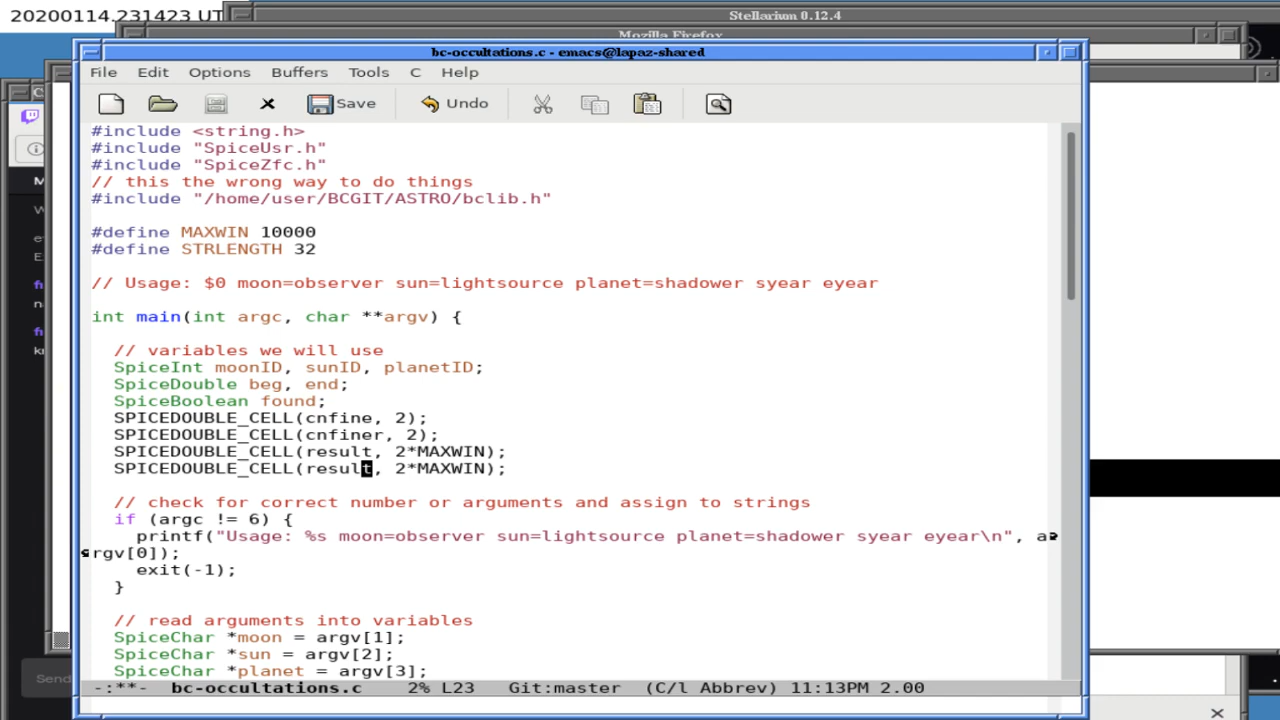 20200114.231423 UT
Stellarium 0.12.4
Mozilla Firefox
bc-occultations.c - emacs@lapaz-shared
File Edit Options Buffers Tools C Help
Save Undo
#include <string.h>
#include "SpiceUsr.h"
#include "SpiceZfc.h"
// this the wrong way to do things
#include "/home/user/BCGIT/ASTRO/bclib.h"
#define MAXWIN 10000
#define STRLENGTH 32
// Usage: $0 moon=observer sun=lightsource planet=shadower syear eyear
int main(int argc, char **argv) {
// variables we will use
SpiceInt moonID, sunID, planetID;
SpiceDouble beg, end;
SpiceBoolean found;
SPICEDOUBLE_CELL(cnfine, 2);
SPICEDOUBLE_CELL(cnfiner, 2);
SPICEDOUBLE_CELL(result, 2*MAXWIN);
SPICEDOUBLE_CELL(result, 2*MAXWIN);
// check for correct number or arguments and assign to strings
if (argc != 6) {
printf("Usage: %s moon=observer sun=lightsource planet=shadower syear eyear\n", a
rgv[0]);
exit(-1);
}
// read arguments into variables
SpiceChar *moon = argv[1];
SpiceChar *sun = argv[2];
SpiceChar *planet = argv[3];
Send
-:**- bc-occultations.c 2% L23 Git:master (C/l Abbrev) 11:13PM 2.00